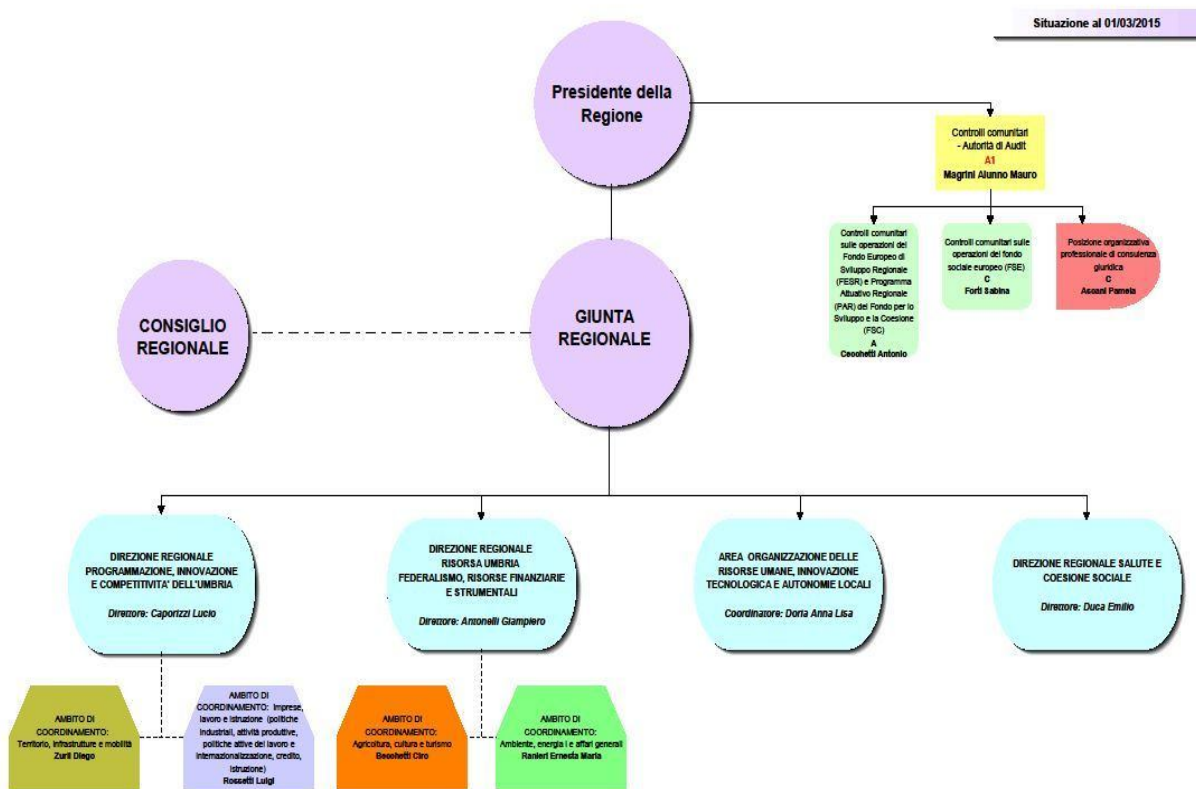 Situazione al 01/03/2015
Presidente della
Regione
Controlli comunitari
- Autorità di Audit
A1
Magrini Alunno Mauro
Controlli comunitari
sulle operazioni del
Fondo Europeo di
Sviluppo Regionale
(FESR) e Programma
Attuativo Regionale
(PAR) del Fondo per lo
Sviluppo e la Coesione
(FSC)
A
Cecchetti Antonio
Controlli comunitari sulle
operazioni del fondo
sociale europeo (FSE)
C
Forti Sabina
Posizione organizzativa
professionale di consulenza
giuridica
C
Ascani Pamela
CONSIGLIO
REGIONALE
GIUNTA
REGIONALE
DIREZIONE REGIONALE
PROGRAMMAZIONE, INNOVAZIONE
E COMPETITIVITA' DELL'UMBRIA
Direttore: Caporizzi Lucio
DIREZIONE REGIONALE
RISORSA UMBRIA
FEDERALISMO, RISORSE FINANZIARIE
E STRUMENTALI
Direttore: Antonelli Giampiero
AREA ORGANIZZAZIONE DELLE
RISORSE UMANE, INNOVAZIONE
TECNOLOGICA E AUTONOMIE LOCALI
Coordinatore: Doria Anna Lisa
DIREZIONE REGIONALE SALUTE E
COESIONE SOCIALE
Direttore: Duca Emilio
AMBITO DI
COORDINAMENTO:
Territorio, infrastrutture e mobilità
Zurli Diego
AMBITO DI
COORDINAMENTO: Imprese,
lavoro e istruzione (politiche
industriali, attività produttive,
politiche attive del lavoro e
internazionalizzazione, credito,
istruzione)
Rossetti Luigi
AMBITO DI
COORDINAMENTO:
Agricoltura, cultura e turismo
Becchetti Ciro
AMBITO DI
COORDINAMENTO:
Ambiente, energia i e affari generali
Ranieri Ernesta Maria